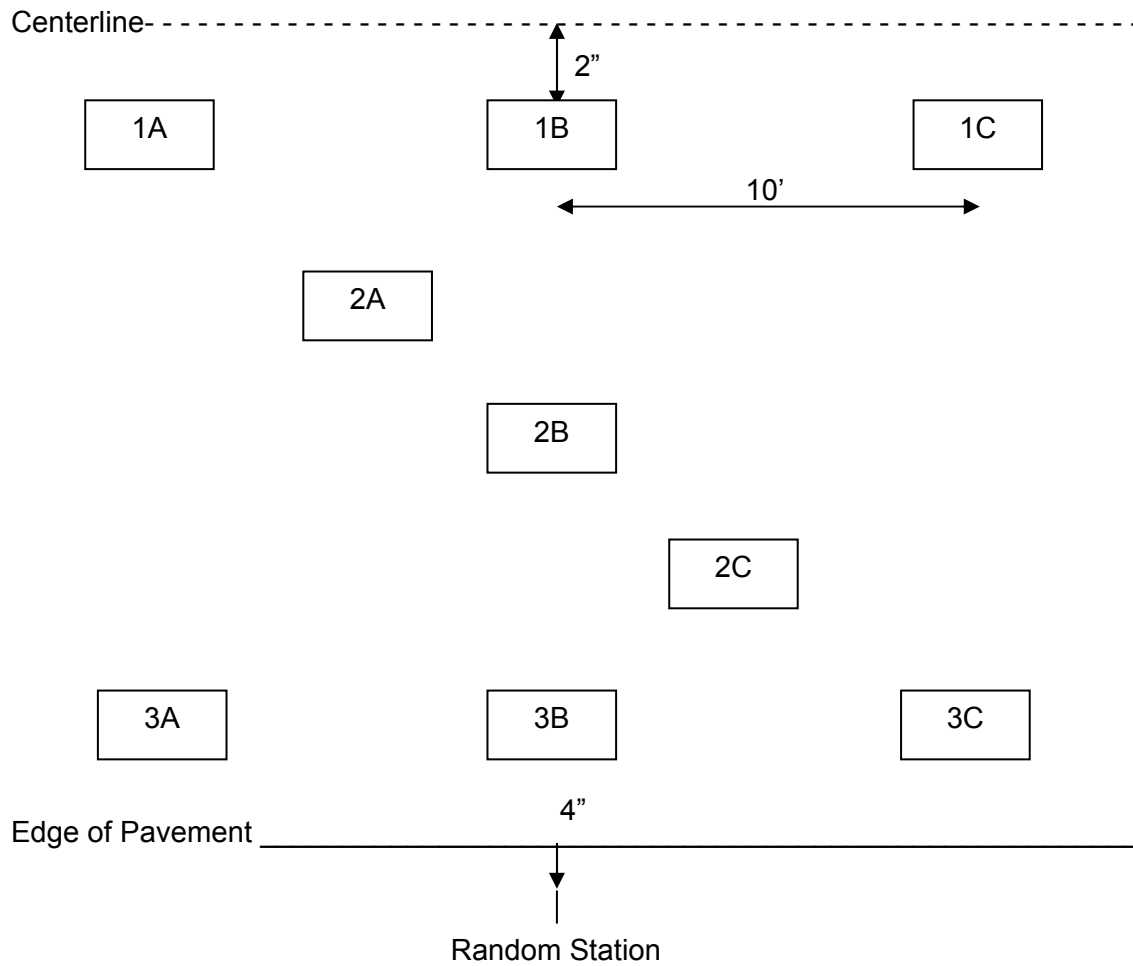 Centerline
2”
1A 1B 1C
10’
2A
2B
2C
3A 3B 3C
4”
Edge of Pavement
Random Station